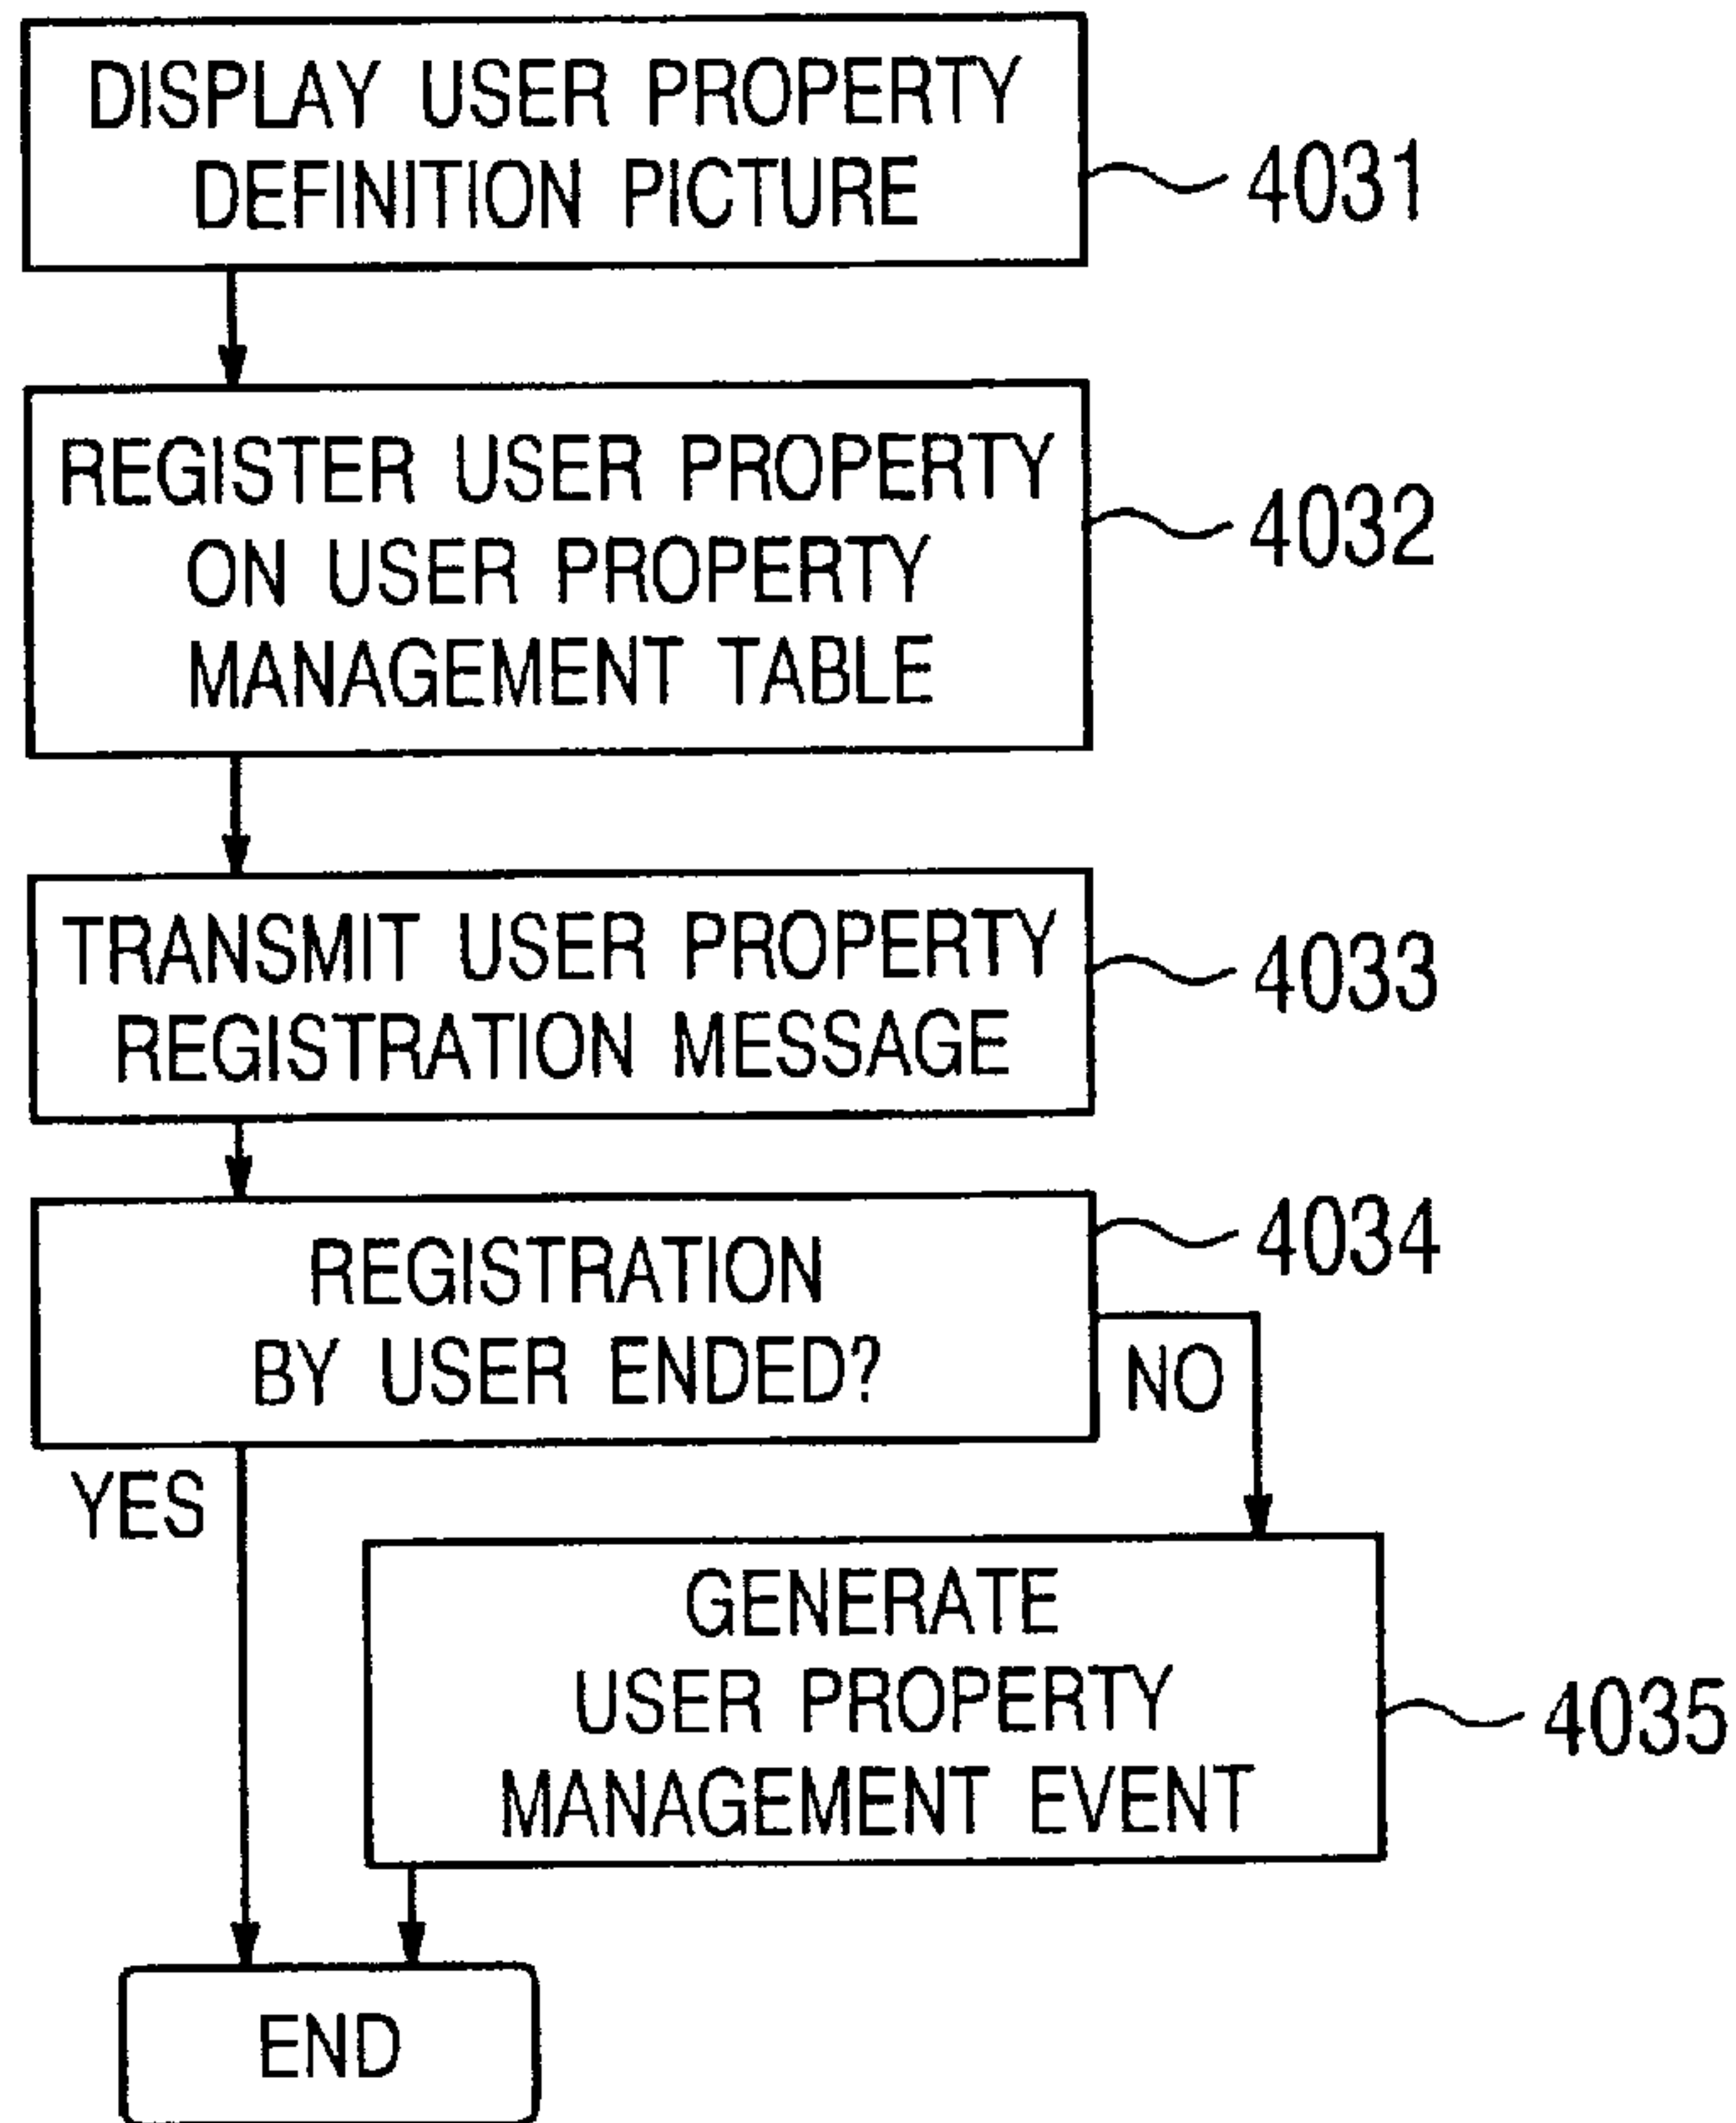 DISPLAY USER PROPERTY
DEFINITION PICTURE
4031
REGISTER USER PROPERTY
ON USER PROPERTY
MANAGEMENT TABLE
4032
TRANSMIT USER PROPERTY
REGISTRATION MESSAGE
4033
REGISTRATION
BY USER ENDED?
4034
NO
YES
GENERATE
USER PROPERTY
MANAGEMENT EVENT
4035
END